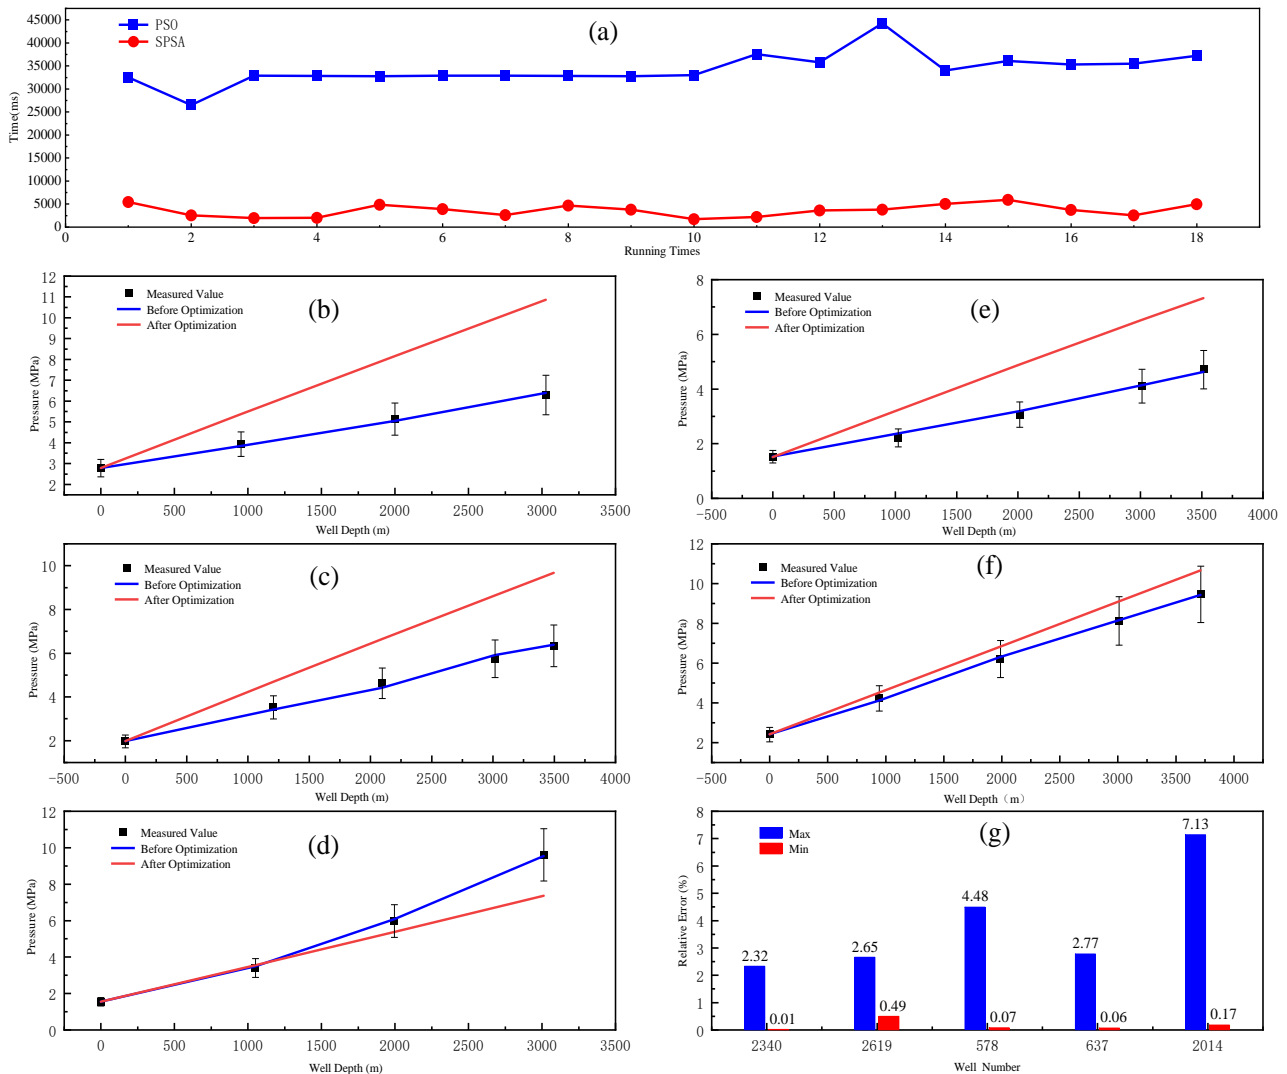 45000
40000
35000
30000
25000
20000
15000
10000
5000
0
Time(ms)
PSO
SPSA
(a)
0 2 4 6 8 10 12 14 16 18
Running Times
12
11
10
9
8
7
6
5
4
3
2
Pressure (MPa)
Measured Value
Before Optimization
After Optimization
(b)
0 500 1000 1500 2000 2500 3000 3500
Well Depth (m)
8
6
4
2
0
Pressure (MPa)
Measured Value
Before Optimization
After Optimization
(e)
-500 0 500 1000 1500 2000 2500 3000 3500 4000
Well Depth (m)
10
8
6
4
2
Pressure (MPa)
Measured Value
Before Optimization
After Optimization
(c)
-500 0 500 1000 1500 2000 2500 3000 3500 4000
Well Depth (m)
12
10
8
6
4
2
Pressure (MPa)
Measured Value
Before Optimization
After Optimization
(f)
-500 0 500 1000 1500 2000 2500 3000 3500 4000
Well Depth（m）
12
10
8
6
4
2
0
Pressure (MPa)
Measured Value
Before Optimization
After Optimization
(d)
0 500 1000 1500 2000 2500 3000 3500
Well Depth (m)
8
7
6
5
4
3
2
1
0
Relative Error (%)
Max
Min
(g)
2.32
0.01
2.65
0.49
4.48
0.07
2.77
0.06
7.13
0.17
2340 2619 578 637 2014
Well Number